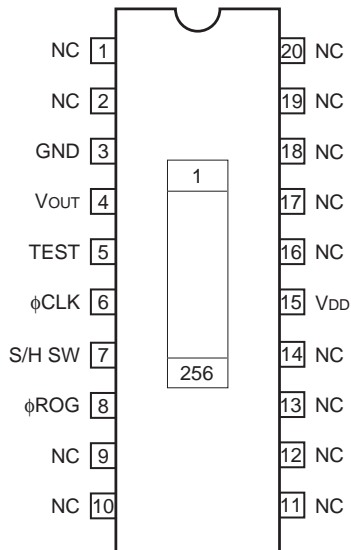 NC 1 20 NC
NC 2 19 NC
GND 3 18 NC
1
VOUT 4 17 NC
TEST 5 16 NC
ϕCLK 6 15 VDD
S/H SW 7 14 NC
256
ϕROG 8 13 NC
NC 9 12 NC
NC 10 11 NC